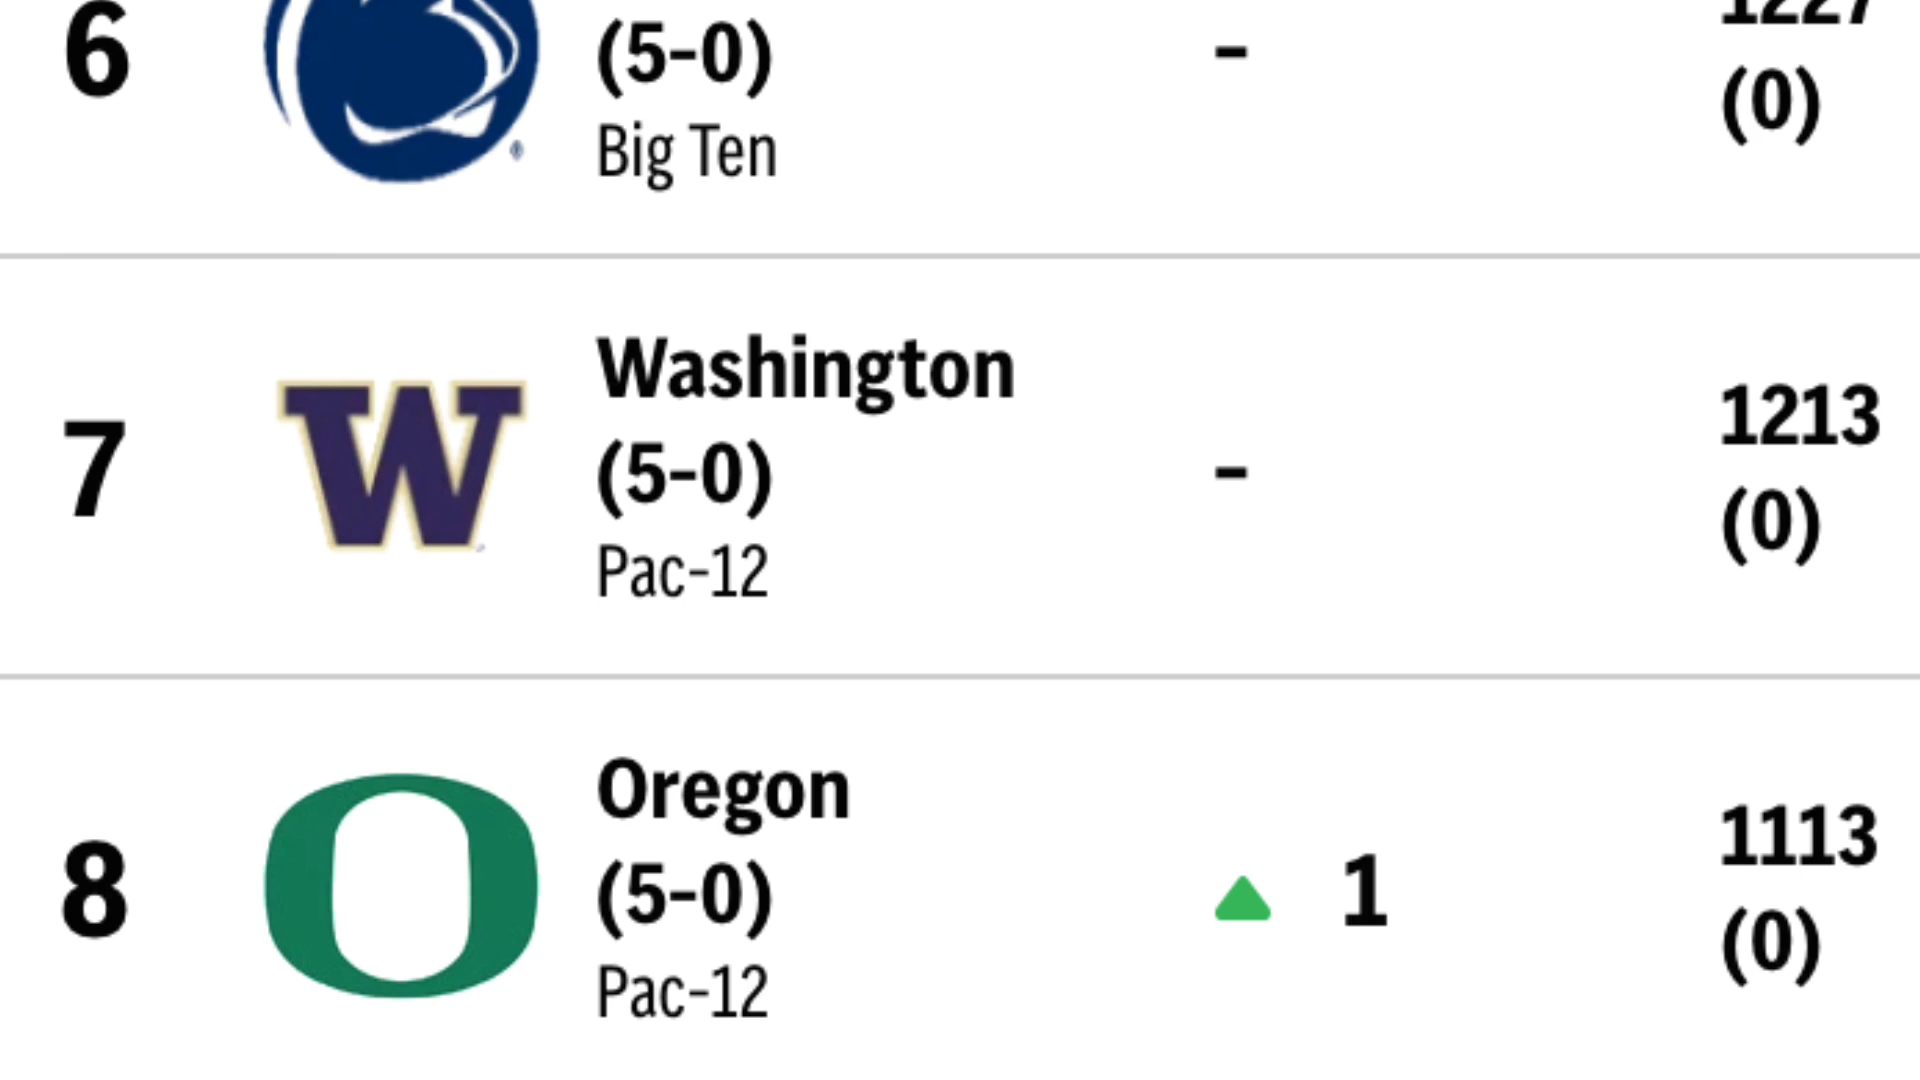 6
(5-0)
Big Ten
-
1227
(0)
7
W
Washington
(5-0)
Pac-12
-
1213
(0)
8
O
Oregon
(5-0)
Pac-12
1
1113
(0)